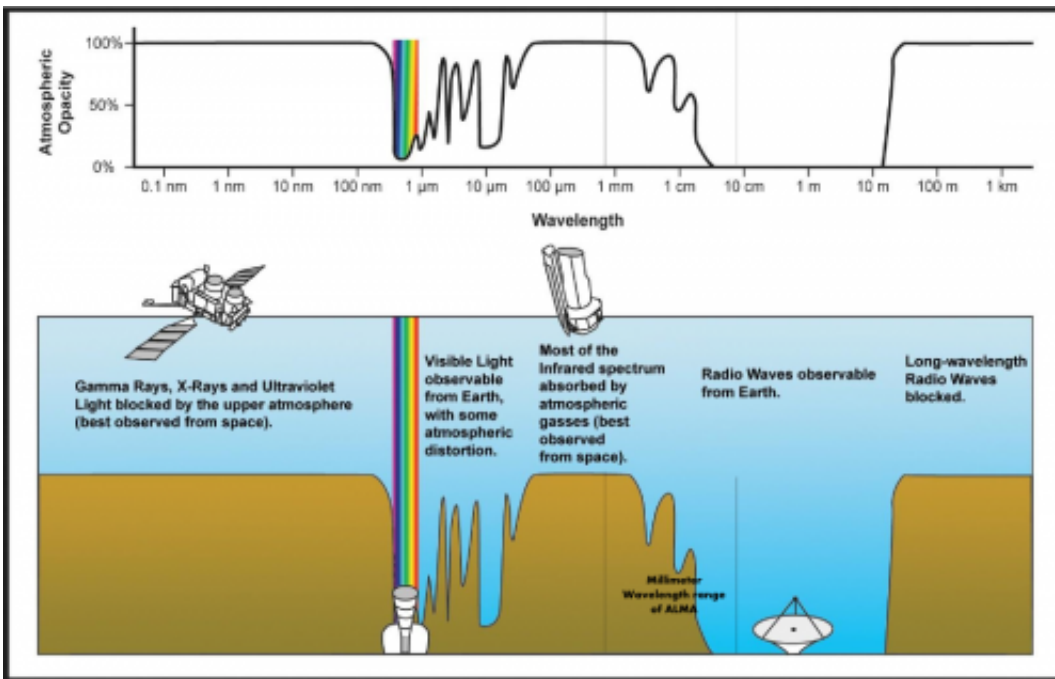 Atmospheric
Opacity
100%
50%
0%
0.1 nm 1 nm 10 nm 100 nm 1 µm 10 µm 100 µm 1 mm 1 cm 10 cm 1 m 10 m 100 m 1 km
Wavelength
Gamma Rays, X-Rays and Ultraviolet
Light blocked by the upper atmosphere
(best observed from space).
Visible Light
observable
from Earth,
with some
atmospheric
distortion.
Most of the
Infrared spectrum
absorbed by
atmospheric
gasses (best
observed
from space).
Radio Waves observable
from Earth.
Long-wavelength
Radio Waves
blocked.
Millimeter
Wavelength range
of ALMA